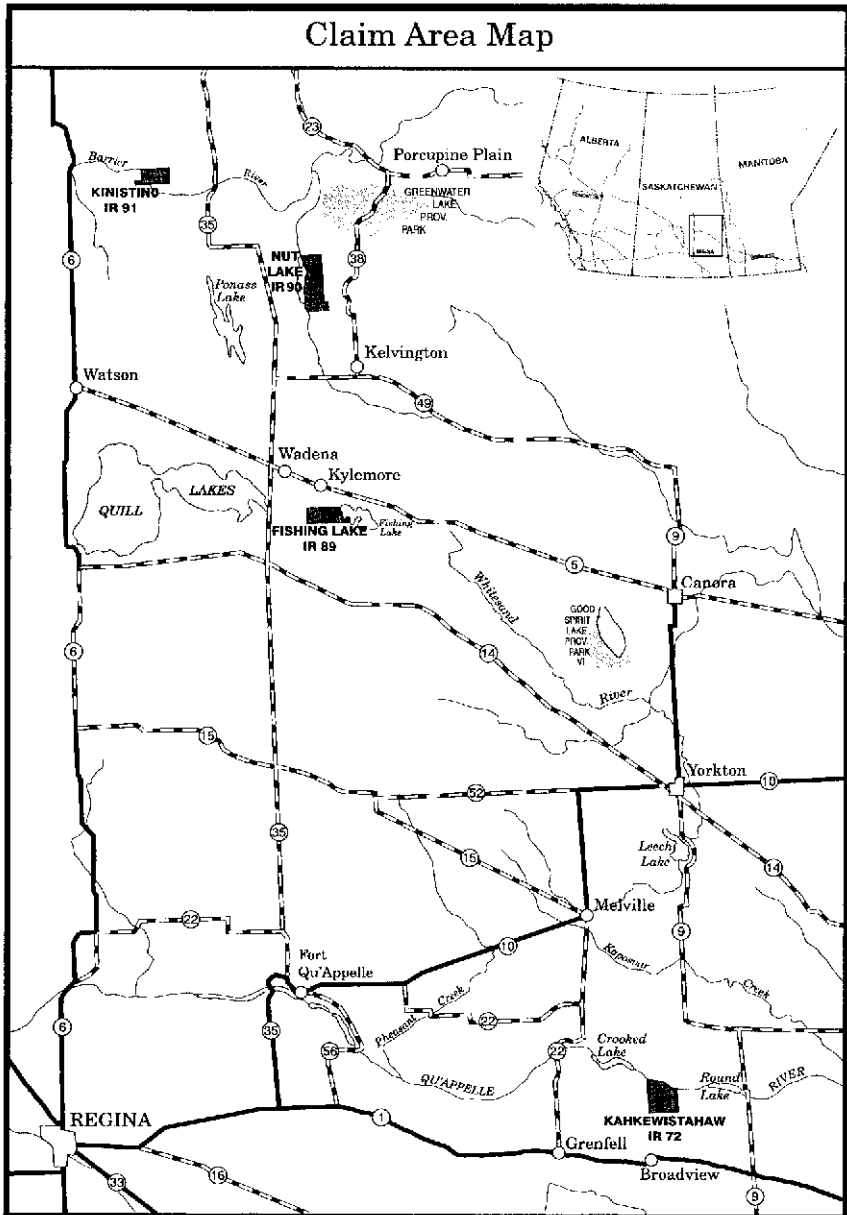 Claim Area Map
23
Porcupine Plain
ALBERTA
MANITOBA
SASKATCHEWAN
Barrier
River
KINISTINO
IR 91
GREENWATER
LAKE
PROV.
PARK
35
6
NUT
LAKE
IR 90
38
Ponass
Lake
Kelvington
Watson
49
Wadena
Kylemore
QUILL
LAKES
FISHING LAKE
IR 89
Fishing
Lake
9
5
Canora
Whitesand
River
GOOD
SPIRIT
LAKE
PROV.
PARK
VI
6
14
15
Yorkton
10
52
35
15
Leech
Lake
14
Melville
22
9
10
Fort
Qu'Appelle
Kaposvar
Creek
Pheasant
Creek
22
6
35
56
22
Crooked
Lake
QU'APPELLE
RIVER
Round
Lake
KAHKEWISTAHAW
IR 72
REGINA
1
Grenfell
Broadview
33
16
9